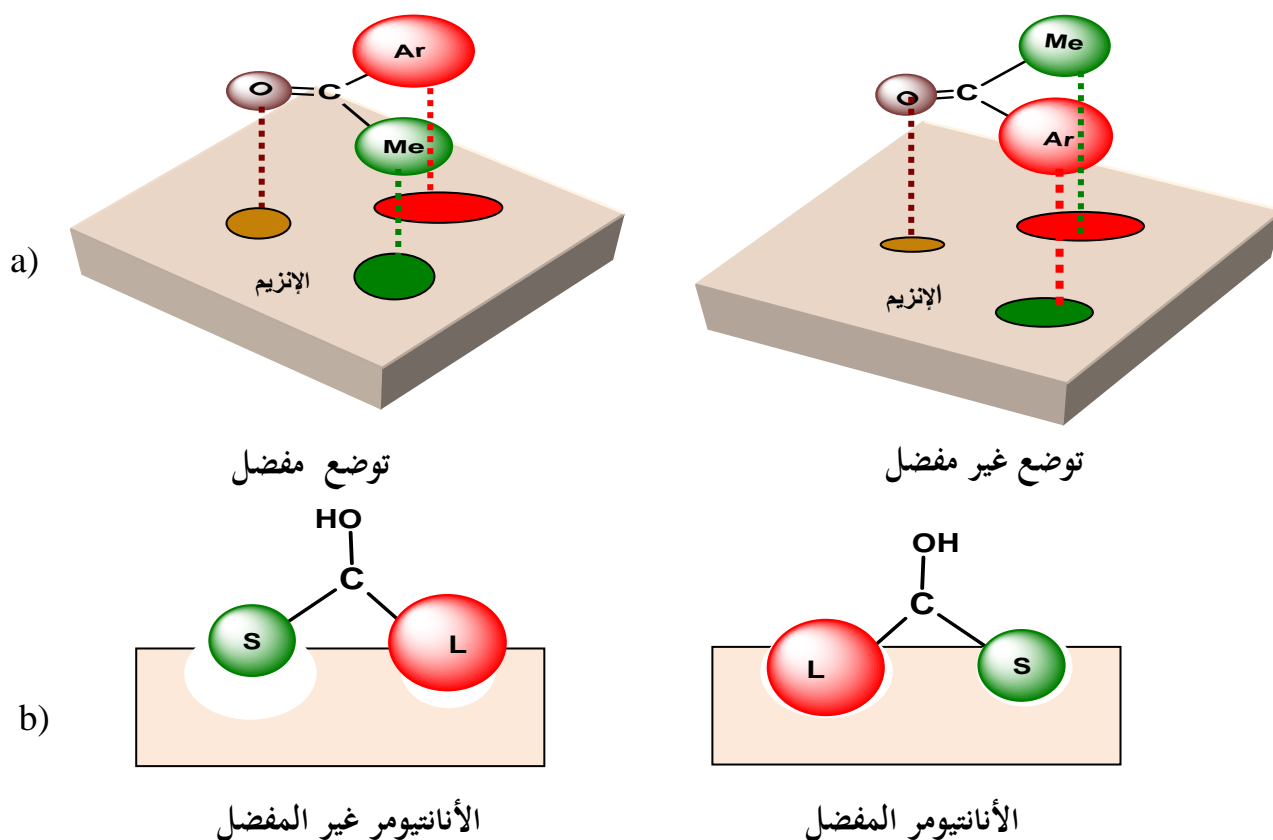 Ar
O
C
Me
الإنزيم
a)
توضع مفضل
Me
O
C
Ar
الإنزيم
توضع غير مفضل
HO
C
S
L
b)
الأنانتيومر غير المفضل
OH
C
L
S
الأنانتيومر المفضل